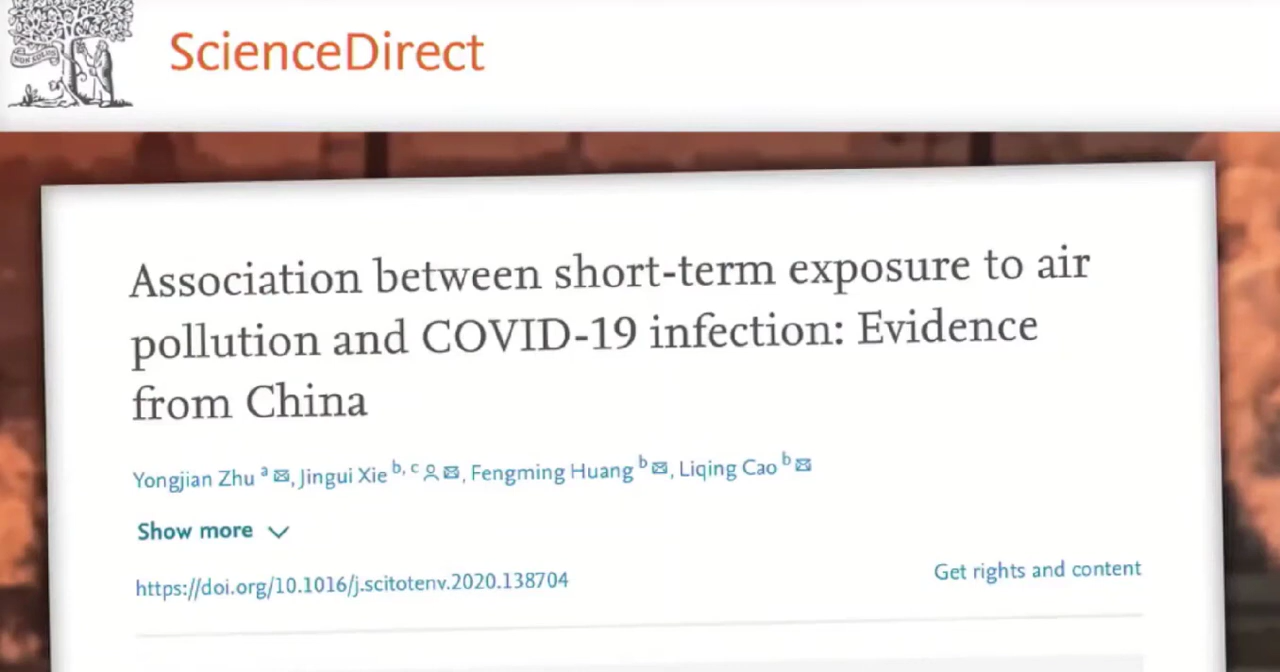 ScienceDirect
Association between short-term exposure to air
pollution and COVID-19 infection: Evidence
from China
Yongjian Zhu a, Jingui Xie b, c, Fengming Huang b, Liqing Cao b
Show more
https://doi.org/10.1016/j.scitotenv.2020.138704
Get rights and content